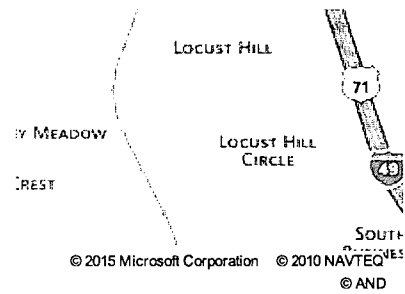 LOCUST HILL
71
Y MEADOW
LOCUST HILL
CIRCLE
49
CREST
SOUTH
© 2015 Microsoft Corporation © 2010 NAVTEQ
© AND